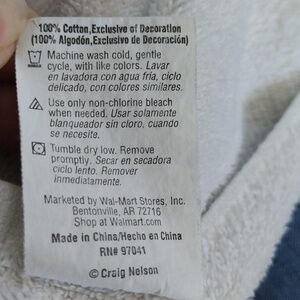 100% Cotton,Exclusive of Decoration
(100% Algodón,Exclusivo de Decoración)
Machine wash cold, gentle
cycle, with like colors. Lavar
en lavadora con agua fría, ciclo
delicado, con colores similares.
Use only non-chlorine bleach
when needed. Usar solamente
blanqueador sin cloro, cuando
se necesite.
Tumble dry low. Remove
promptly. Secar en secadora
ciclo lento. Remover
inmediatamente.
Marketed by Wal-Mart Stores, Inc.
Bentonville, AR 72716
Shop at Walmart.com
Made in China/Hecho en China
RN# 97041
© Craig Nelson